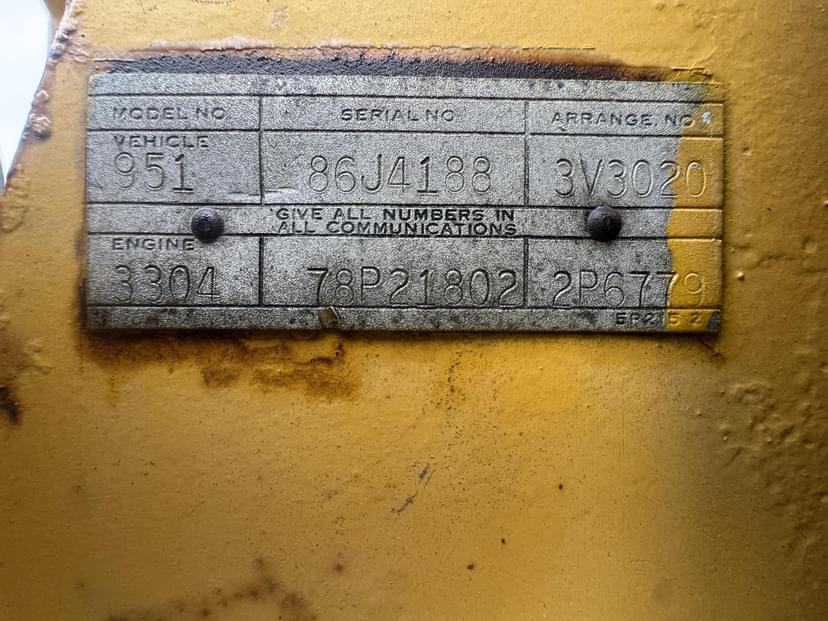 MODEL NO. SERIAL NO ARRANGE. NO
VEHICLE
951 86J4188 3V3020
GIVE ALL NUMBERS IN
ALL COMMUNICATIONS
ENGINE
3304 78P21802 2P6779